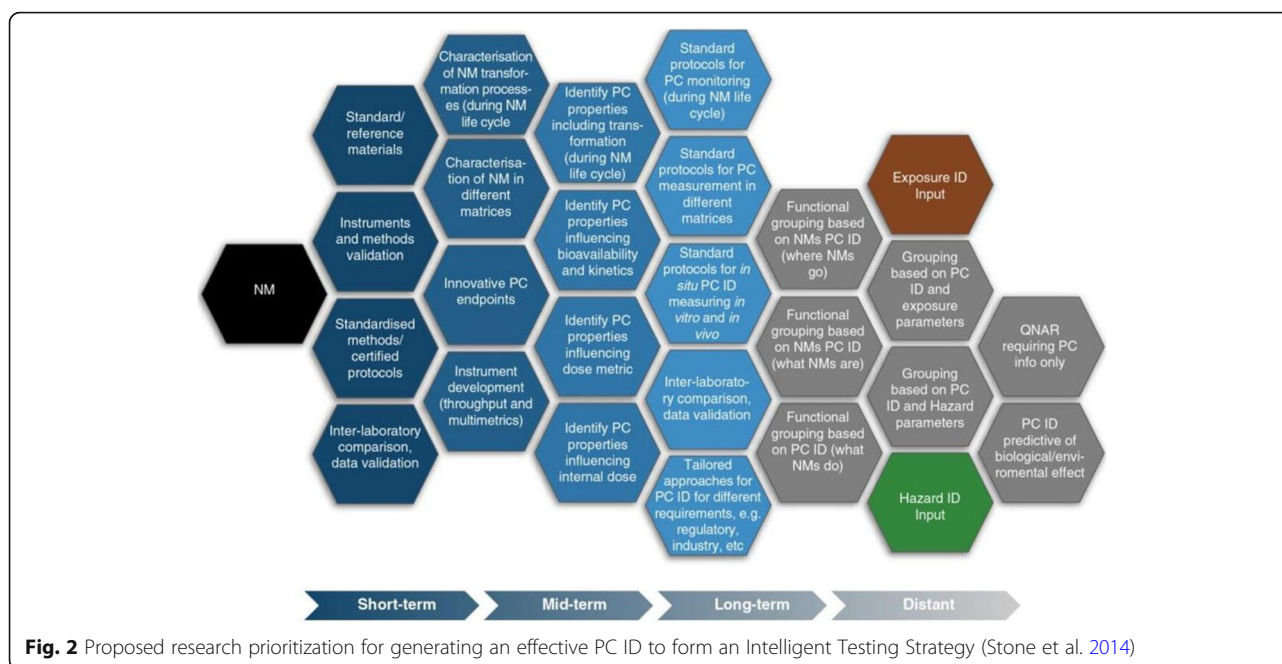 NM
Standard/
reference
materials
Instruments
and methods
validation
Standardised
methods/
certified
protocols
Inter-laboratory
comparison,
data validation
Characterisation
of NM transfor-
mation process-
es (during NM
life cycle
Characterisa-
tion of NM in
different
matrices
Innovative PC
endpoints
Instrument
development
(throughput and
multimetrics)
Identify PC
properties
including trans-
formation
(during NM
life cycle)
Identify PC
properties
influencing
bioavailability
and kinetics
Identify PC
properties
influencing
dose metric
Identify PC
properties
influencing
internal dose
Standard
protocols for
PC monitoring
(during NM life
cycle)
Standard
protocols for PC
measurement in
different
matrices
Standard
protocols for in
situ PC ID
measuring in
vitro and in
vivo
Inter-laborato-
ry comparison,
data validation
Tailored
approaches for
PC ID for different
requirements, e.g.
regulatory,
industry, etc
Functional
grouping based
on NMs PC ID
(where NMs
go)
Functional
grouping based
on NMs PC ID
(what NMs are)
Functional
grouping based
on PC ID (what
NMs do)
Exposure ID
Input
Grouping
based on PC
ID and
exposure
parameters
Grouping
based on PC
ID and Hazard
parameters
Hazard ID
Input
QNAR
requiring PC
info only
PC ID
predictive of
biological/envi-
romental effect
Short-term
Mid-term
Long-term
Distant
Fig. 2 Proposed research prioritization for generating an effective PC ID to form an Intelligent Testing Strategy (Stone et al. 2014)